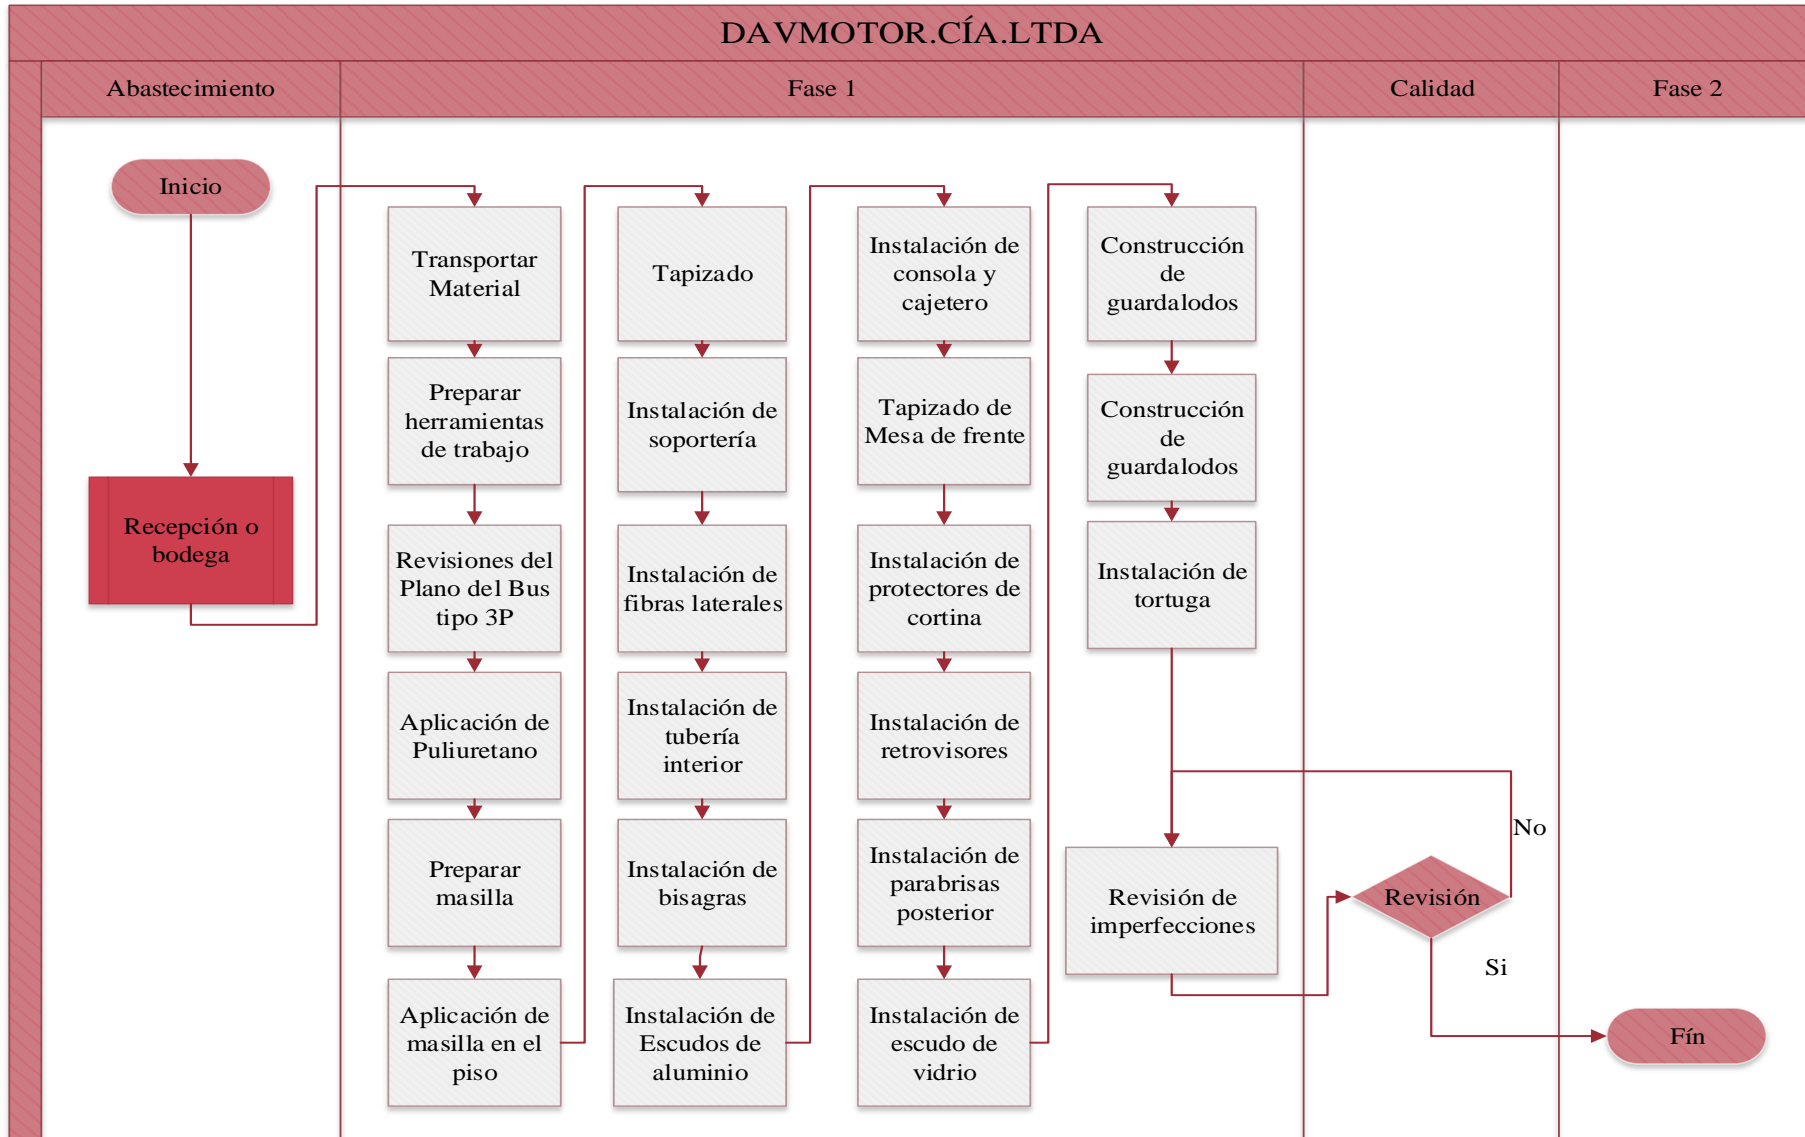 DAVMOTOR.CÍA.LTDA
Abastecimiento
Fase 1
Calidad
Fase 2
Inicio
Recepción o
bodega
Transportar
Material
Preparar
herramientas
de trabajo
Revisiones del
Plano del Bus
tipo 3P
Aplicación de
Puliuretano
Preparar
masilla
Aplicación de
masilla en el
piso
Tapizado
Instalación de
soportería
Instalación de
fibras laterales
Instalación de
tubería
interior
Instalación de
bisagras
Instalación de
Escudos de
aluminio
Instalación de
consola y
cajetero
Tapizado de
Mesa de frente
Instalación de
protectores de
cortina
Instalación de
retrovisores
Instalación de
parabrisas
posterior
Instalación de
escudo de
vidrio
Construcción
de
guardalodos
Construcción
de
guardalodos
Instalación de
tortuga
Revisión de
imperfecciones
Revisión
No
Si
Fín